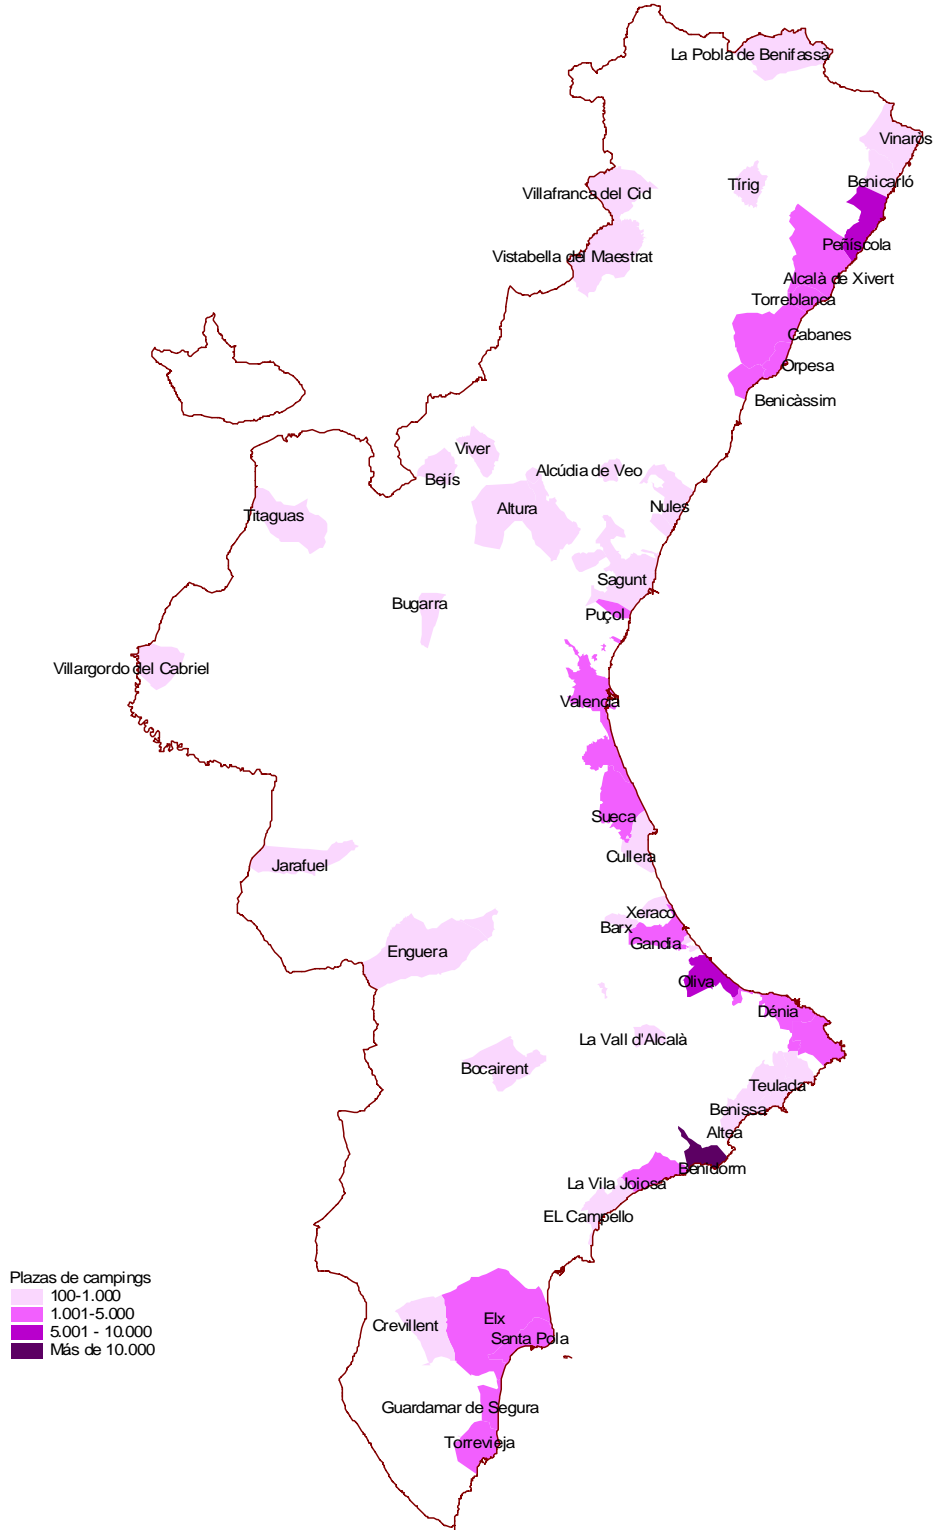 La Pobla de Benifassà
Vinaròs
Benicarló
Tírig
Villafranca del Cid
Peñíscola
Vistabella del Maestrat
Alcalà de Xivert
Torreblanca
Cabanes
Orpesa
Benicàssim
Viver
Alcúdia de Veo
Bejís
Nules
Altura
Titaguas
Sagunt
Bugarra
Puçol
Villargordo del Cabriel
Valencia
Sueca
Cullera
Jarafuel
Xeraco
Barx
Gandia
Enguera
Oliva
Dénia
La Vall d'Alcalà
Bocairent
Teulada
Benissa
Altea
Benidorm
La Vila Joiosa
EL Campello
Plazas de campings
100-1.000
1.001-5.000
5.001 - 10.000
Más de 10.000
Elx
Crevillent
Santa Pola
Guardamar de Segura
Torrevieja